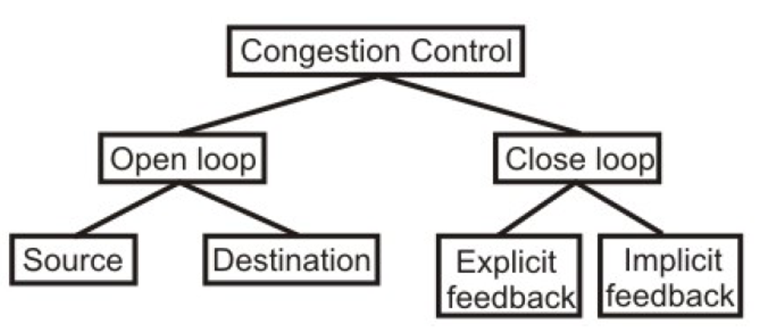 Congestion Control
Open loop
Close loop
Source
Destination
Explicit
feedback
Implicit
feedback